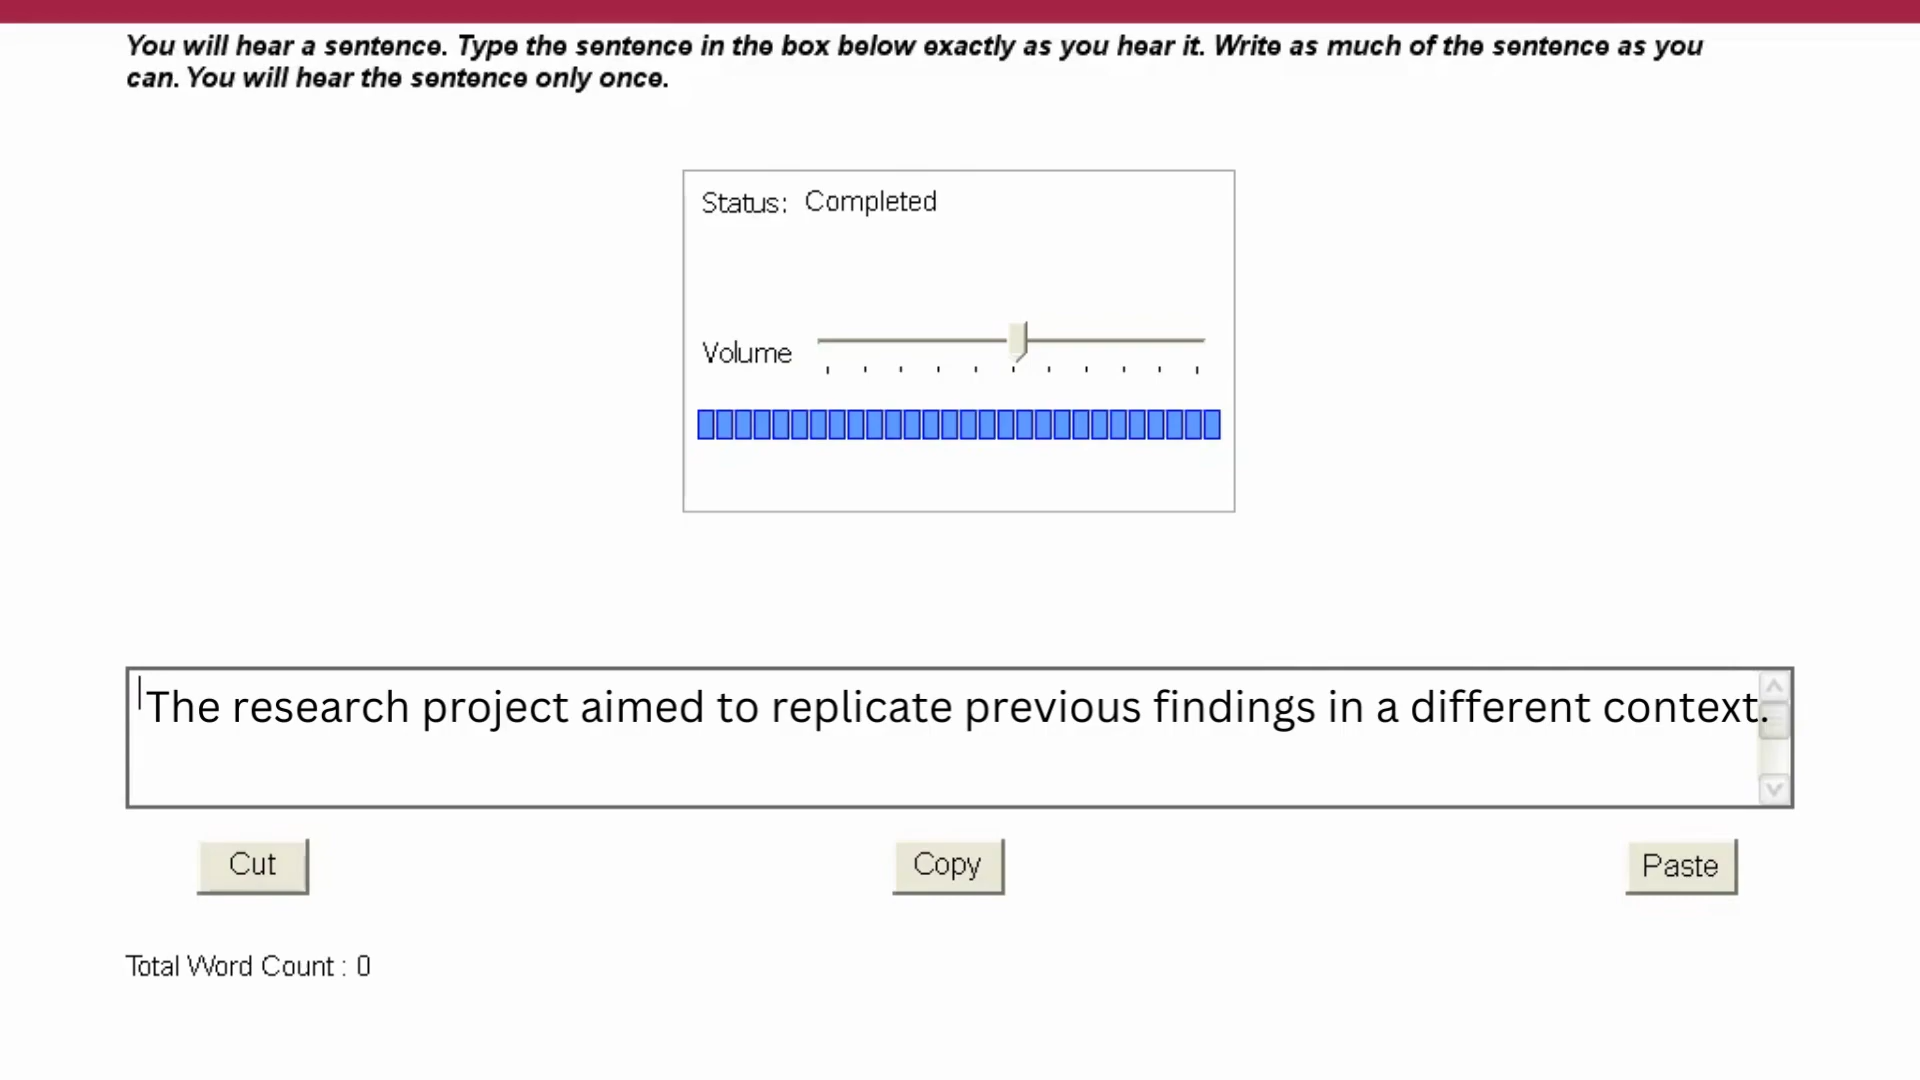 You will hear a sentence. Type the sentence in the box below exactly as you hear it. Write as much of the sentence as you
can. You will hear the sentence only once.
Status: Completed
Volume
The research project aimed to replicate previous findings in a different context.
Cut
Copy
Paste
Total Word Count : 0